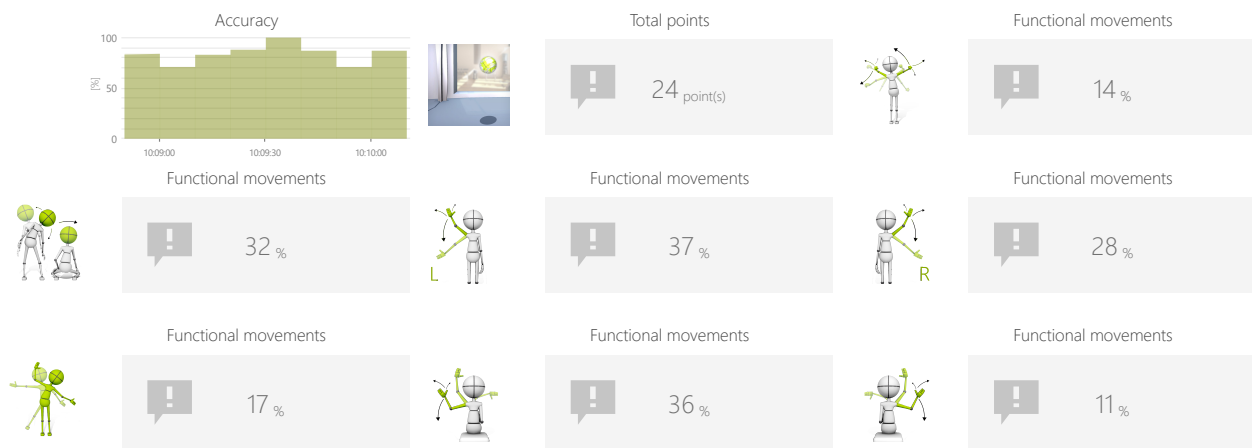 Accuracy
100
[%]
50
0
10:09:00
10:09:30
10:10:00
Total points
24 point(s)
Functional movements
14 %
Functional movements
32 %
Functional movements
L
37 %
Functional movements
R
28 %
Functional movements
17 %
Functional movements
36 %
Functional movements
11 %